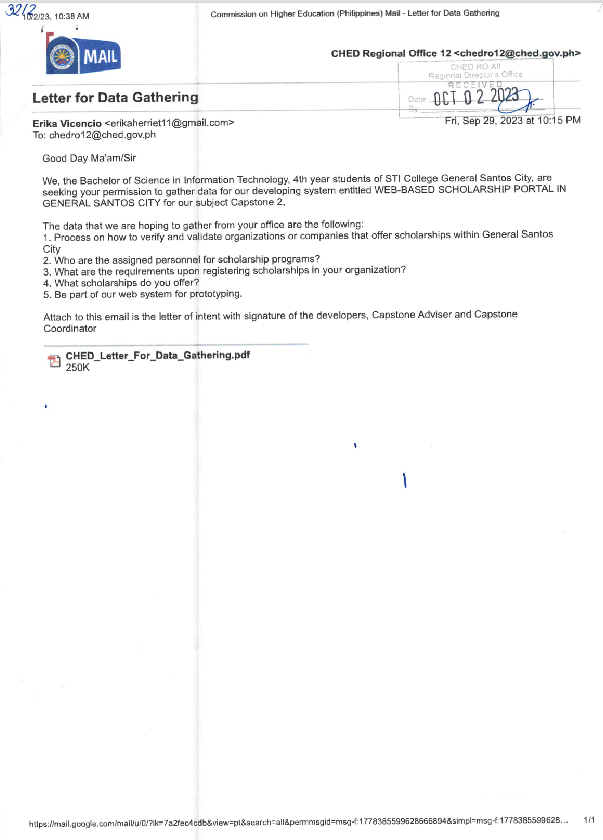 3212
10/2/23, 10:38 AM
Commission on Higher Education (Philippines) Mail - Letter for Data Gathering
MAIL
CHED Regional Office 12 <chedro12@ched.gov.ph>
CHED RO XII
Regional Director's Office
RECEIVED
Date OCT 02 2023
By
Letter for Data Gathering
Erika Vicencio <erikaherriet11@gmail.com>
Fri, Sep 29, 2023 at 10:15 PM
To: chedro12@ched.gov.ph
Good Day Ma'am/Sir
We, the Bachelor of Science in Information Technology, 4th year students of STI College General Santos City, are
seeking your permission to gather data for our developing system entitled WEB-BASED SCHOLARSHIP PORTAL IN
GENERAL SANTOS CITY for our subject Capstone 2.
The data that we are hoping to gather from your office are the following:
1. Process on how to verify and validate organizations or companies that offer scholarships within General Santos
City
2. Who are the assigned personnel for scholarship programs?
3. What are the requirements upon registering scholarships in your organization?
4. What scholarships do you offer?
5. Be part of our web system for prototyping.
Attach to this email is the letter of intent with signature of the developers, Capstone Adviser and Capstone
Coordinator
CHED_Letter_For_Data_Gathering.pdf
250K
https://mail.google.com/mail/u/0/?ik=7a2fec4cdb&view=pt&search=all&permmsgid=msg-f:1778385599628666894&simpl=msg-f:1778385599628...
1/1